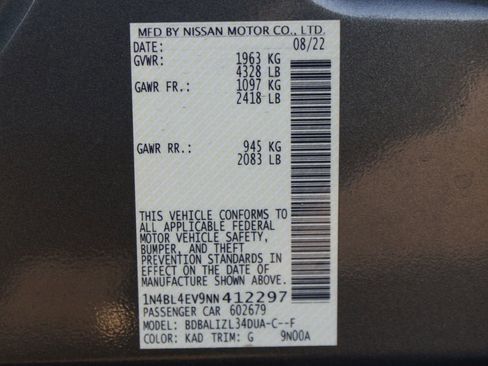 MFD BY NISSAN MOTOR CO., LTD.
DATE: 08/22
GVWR: 1963 KG
4328 LB
GAWR FR.: 1097 KG
2418 LB
GAWR RR.: 945 KG
2083 LB
THIS VEHICLE CONFORMS TO
ALL APPLICABLE FEDERAL
MOTOR VEHICLE SAFETY,
BUMPER, AND THEFT
PREVENTION STANDARDS
IN EFFECT ON THE DATE OF
MANUFACTURE SHOWN ABOVE.
1N4BL4EV9NN412297
PASSENGER CAR 602679
MODEL: BDBALIZL34DUA-C--F
COLOR: KAD TRIM: G 9N00A